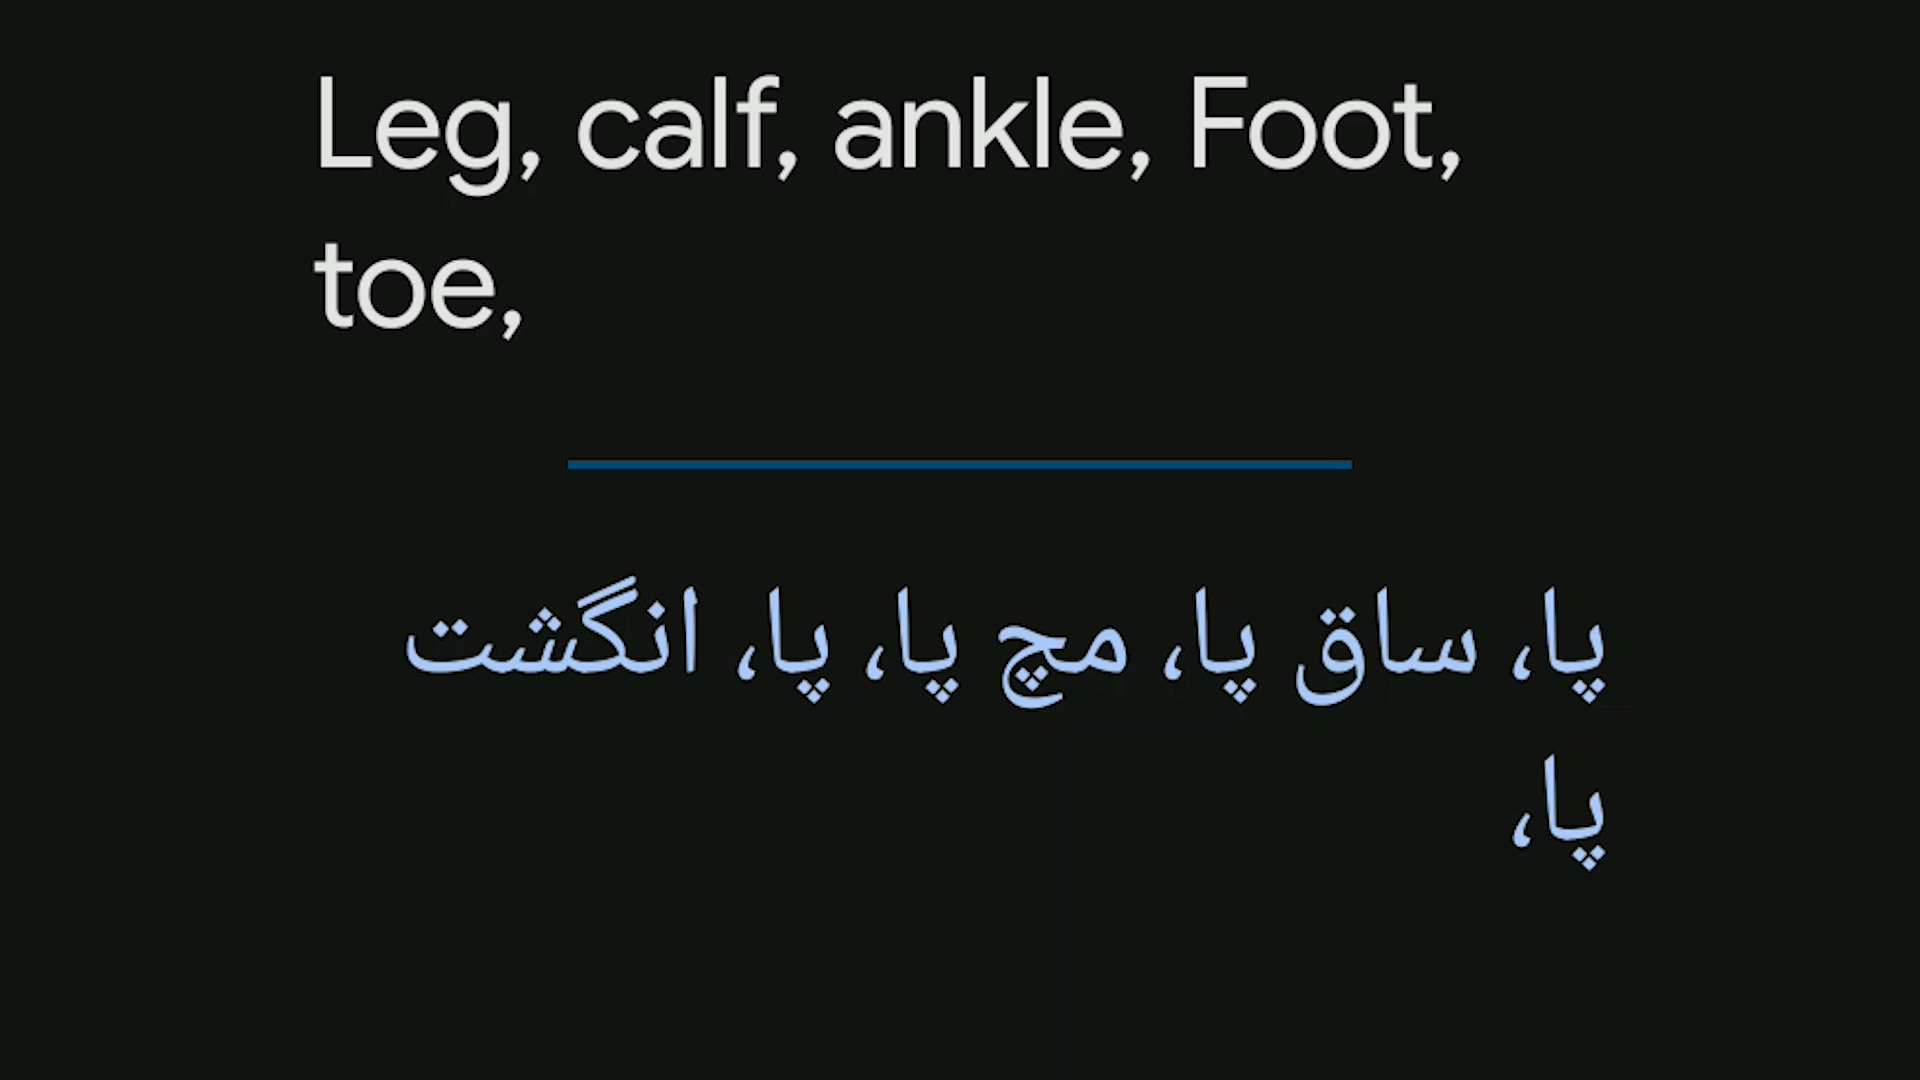 Leg, calf, ankle, Foot,
toe,
پا، ساق پا، مچ پا، پا، انگشت
پا،